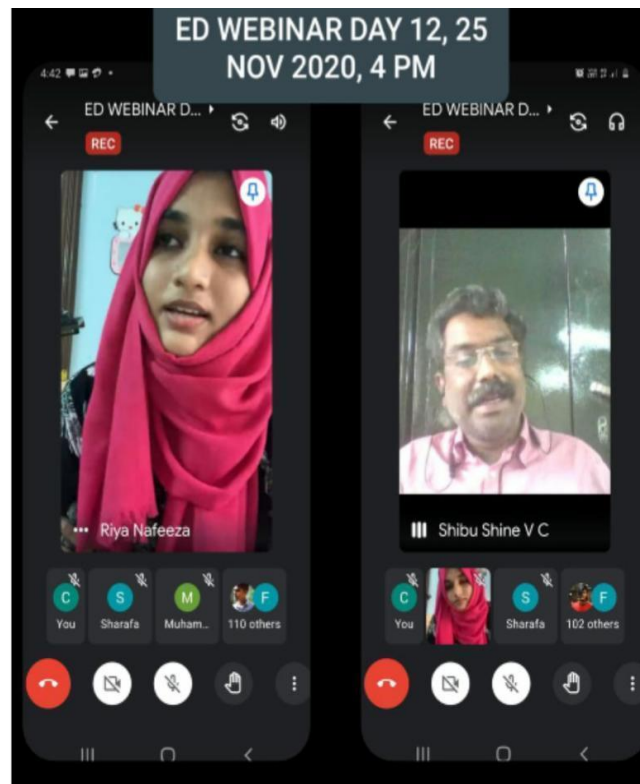 ED WEBINAR DAY 12, 25
NOV 2020, 4 PM
4:42
ED WEBINAR D...
REC
Riya Nafeeza
C
S
M
F
You
Sharafa
Muham...
110 others
ED WEBINAR D...
REC
Shibu Shine V C
C
S
F
You
Sharafa
102 others